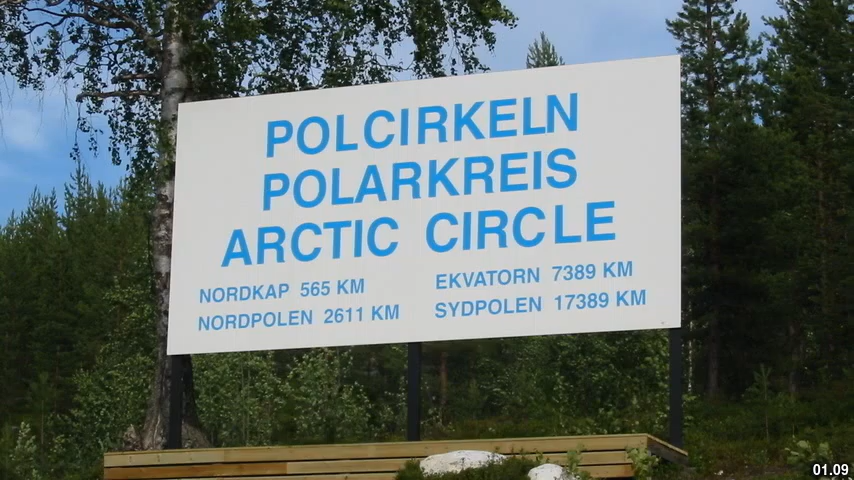 POLCIRKELN
POLARKREIS
ARCTIC CIRCLE
NORDKAP 565 KM
NORDPOLEN 2611 KM
EKVATORN 7389 KM
SYDPOLEN 17389 KM
01.09